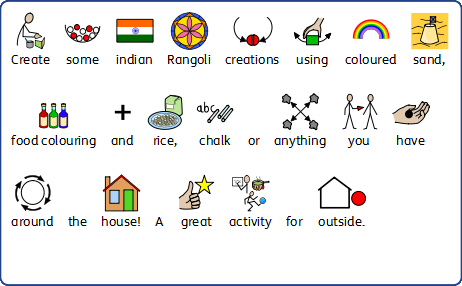 Create some indian Rangoli creations using coloured sand,
food colouring and rice, chalk or anything you have
around the house! A great activity for outside.